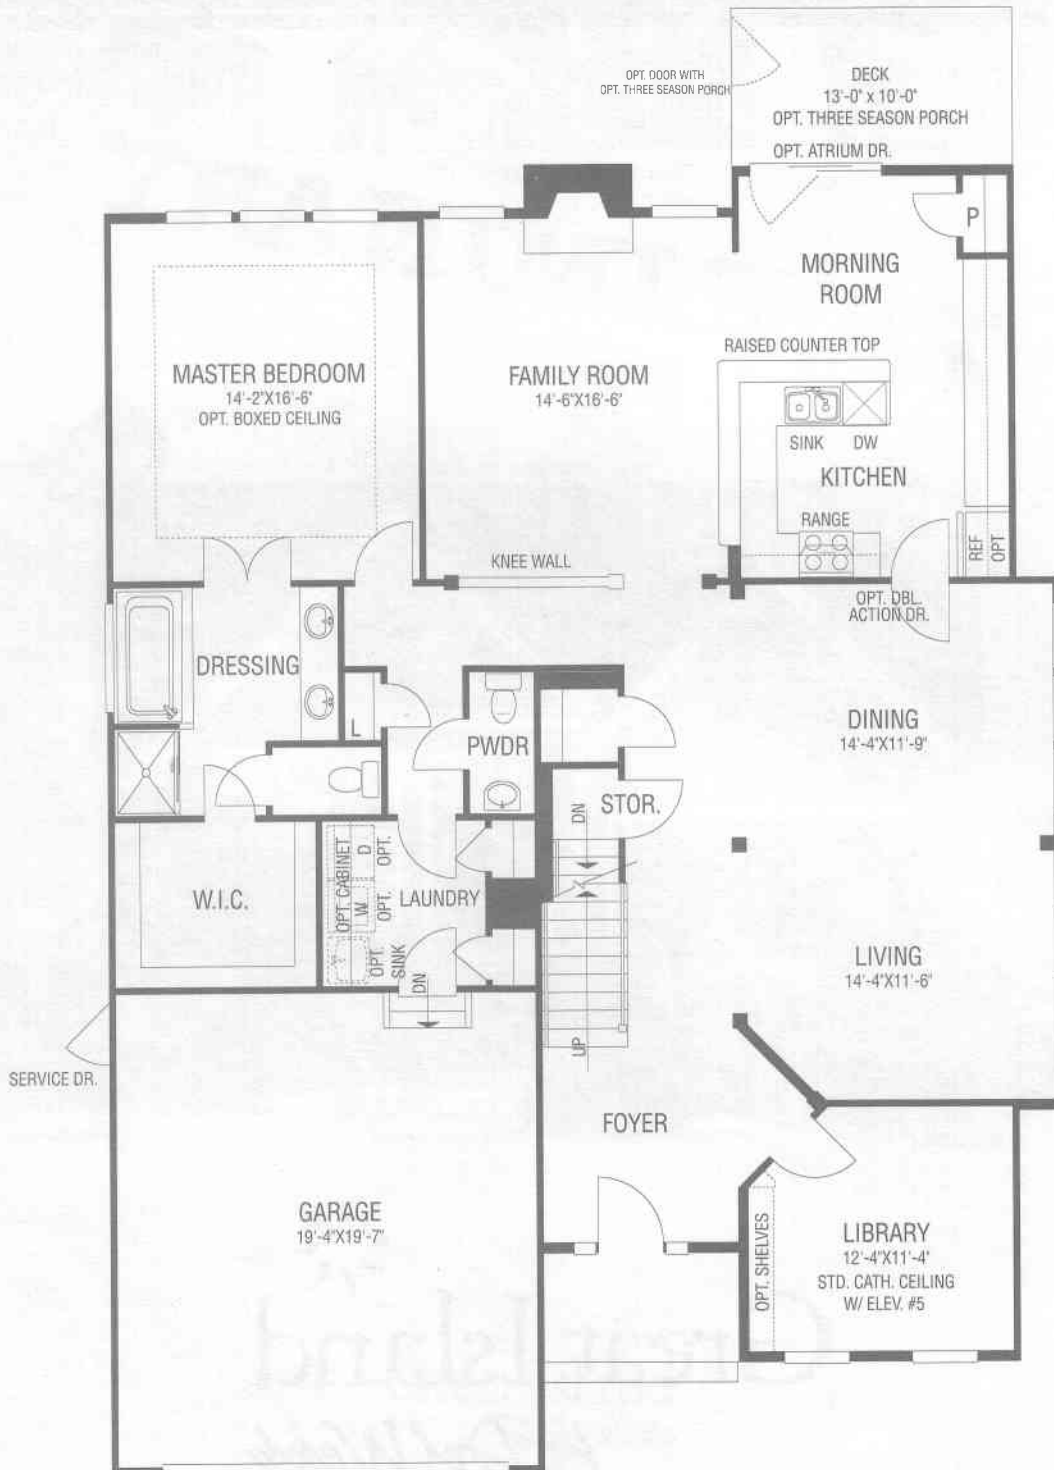 OPT. DOOR WITH
OPT. THREE SEASON PORCH
DECK
13'-0" x 10'-0"
OPT. THREE SEASON PORCH
OPT. ATRIUM DR.
P
MORNING
ROOM
RAISED COUNTER TOP
MASTER BEDROOM
14'-2"X16'-6"
OPT. BOXED CEILING
FAMILY ROOM
14'-6"X16'-6"
SINK
DW
KITCHEN
RANGE
REF
OPT
KNEE WALL
OPT. DBL.
ACTION DR.
DRESSING
L
PWDR
DINING
14'-4"X11'-9"
STOR.
DN
W.I.C.
OPT. CABINET
D
OPT.
W
OPT.
LAUNDRY
OPT.
SINK
DN
LIVING
14'-4"X11'-6"
UP
SERVICE DR.
FOYER
GARAGE
19'-4"X19'-7"
OPT. SHELVES
LIBRARY
12'-4"X11'-4"
STD. CATH. CEILING
W/ ELEV. #5
Great Island